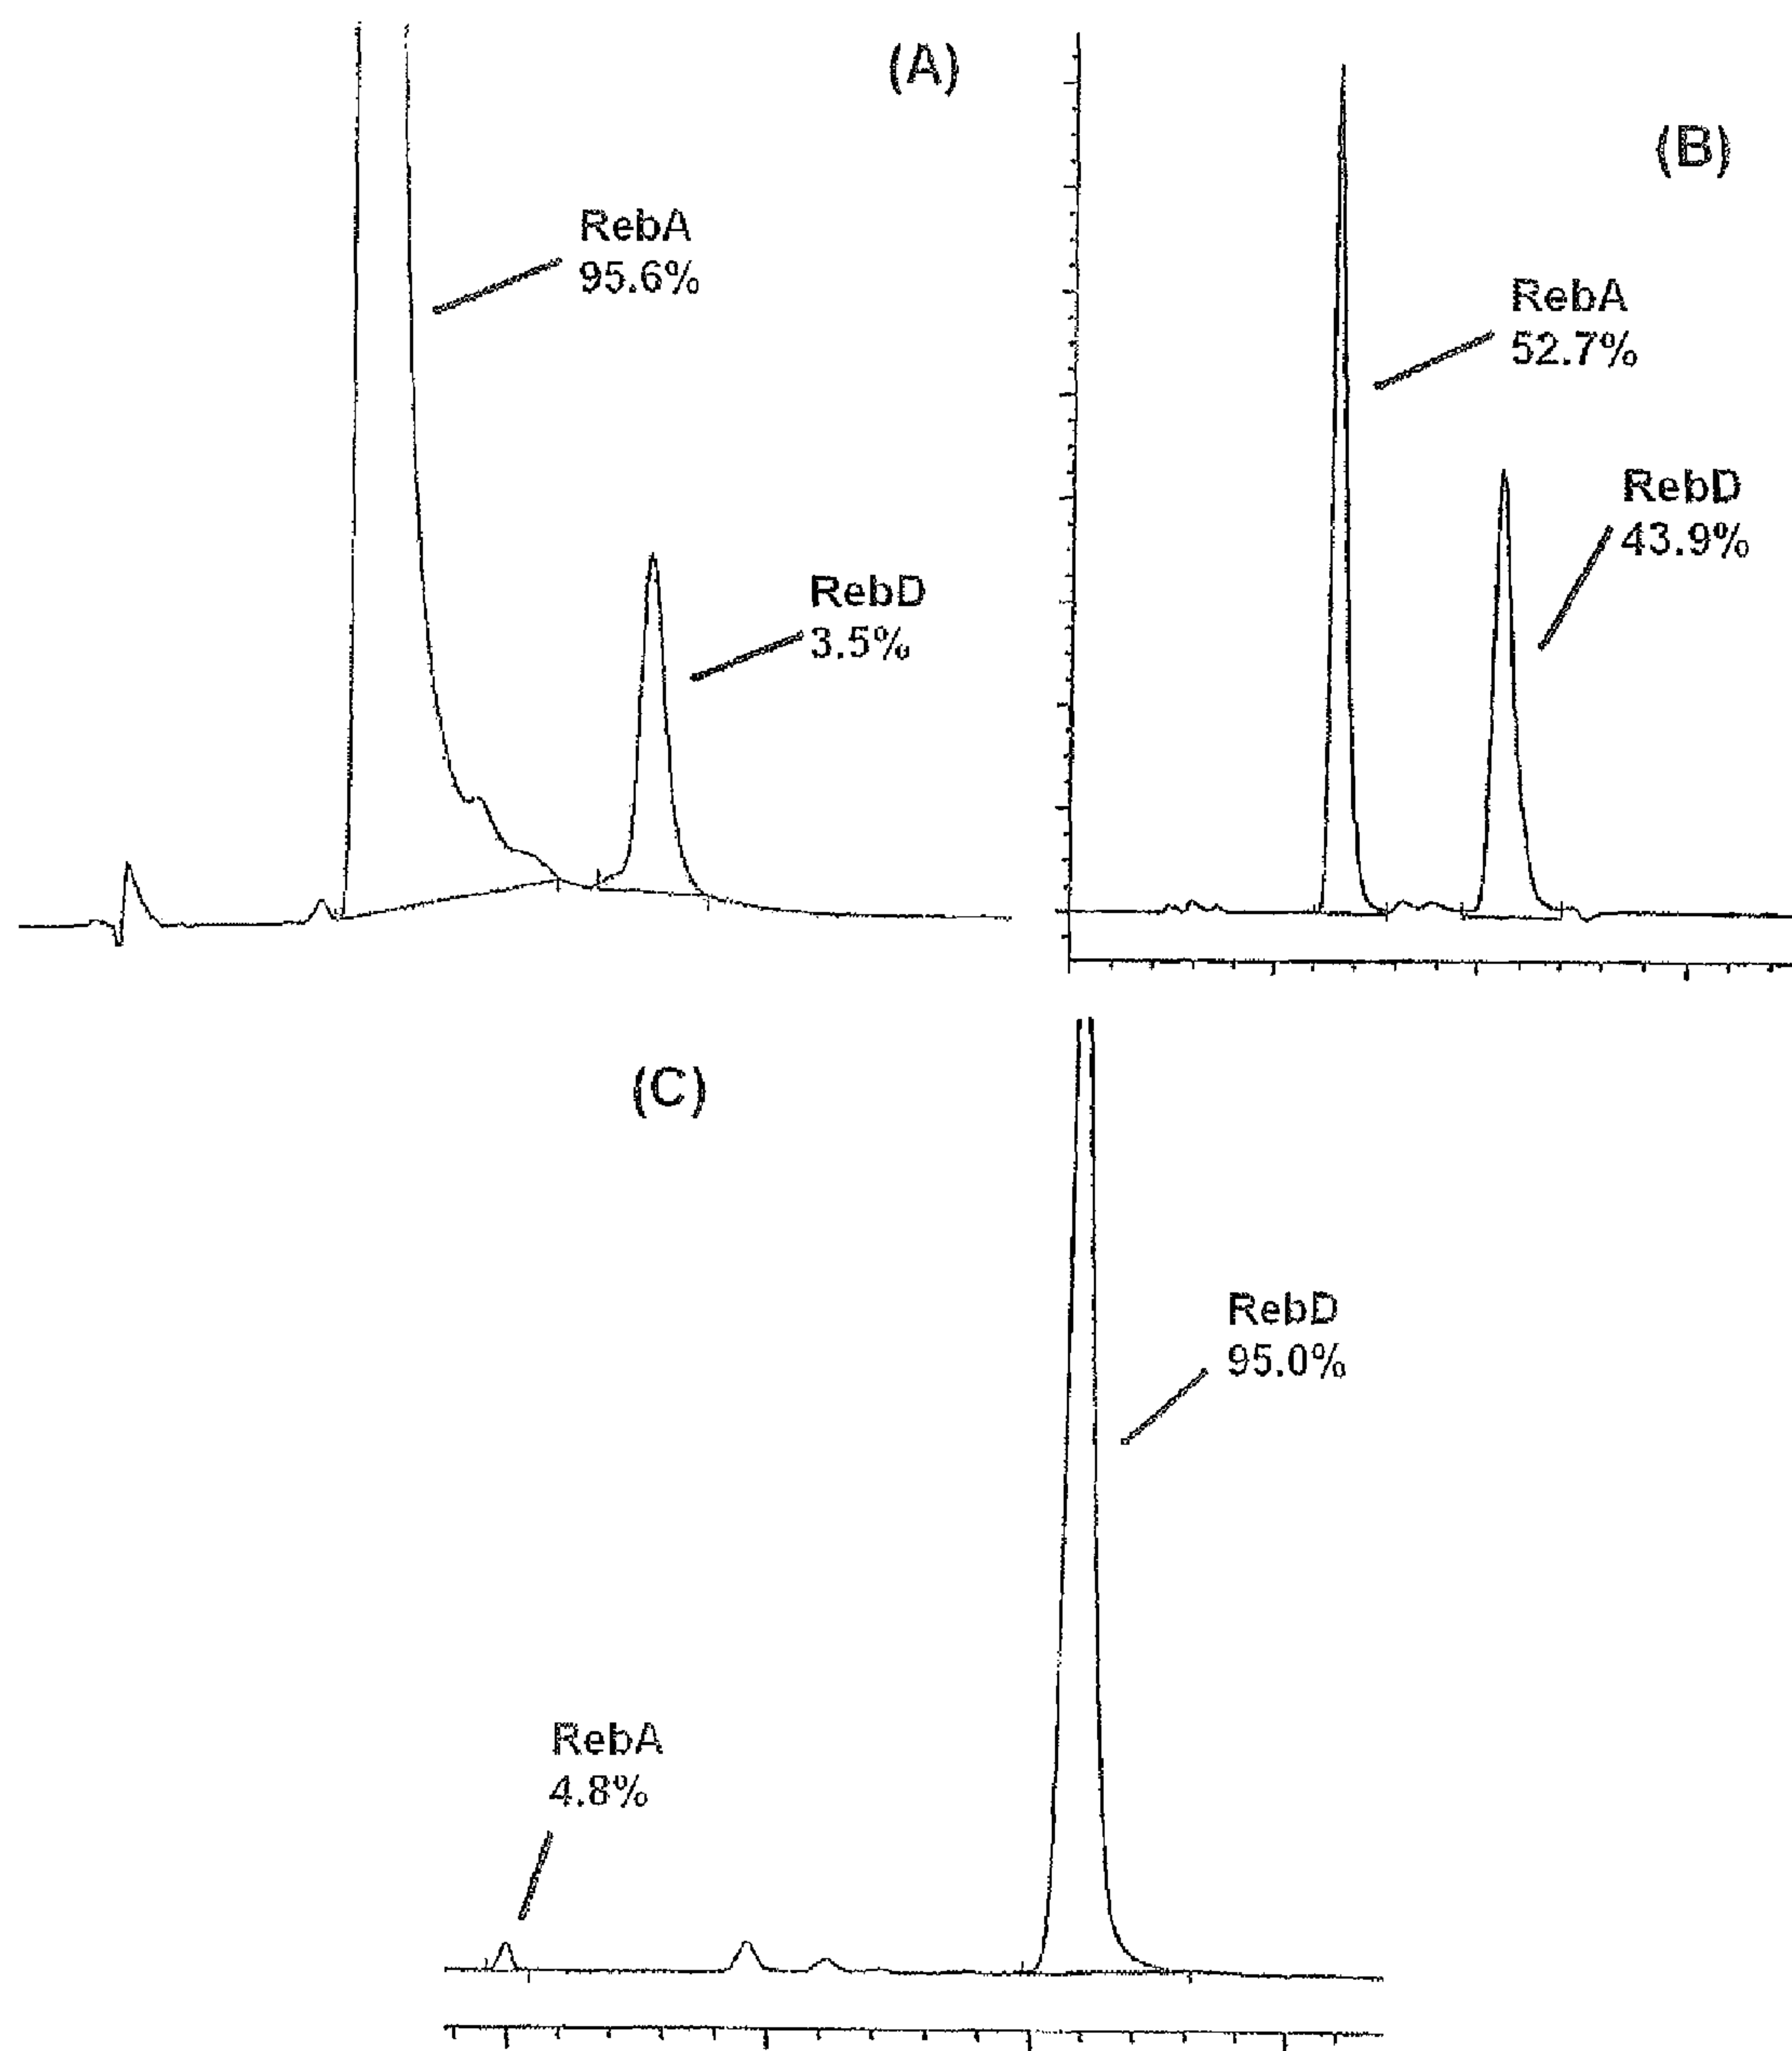 (A)
RebA
95.6%
RebD
3.5%
(B)
RebA
52.7%
RebD
43.9%
(C)
RebD
95.0%
RebA
4.8%